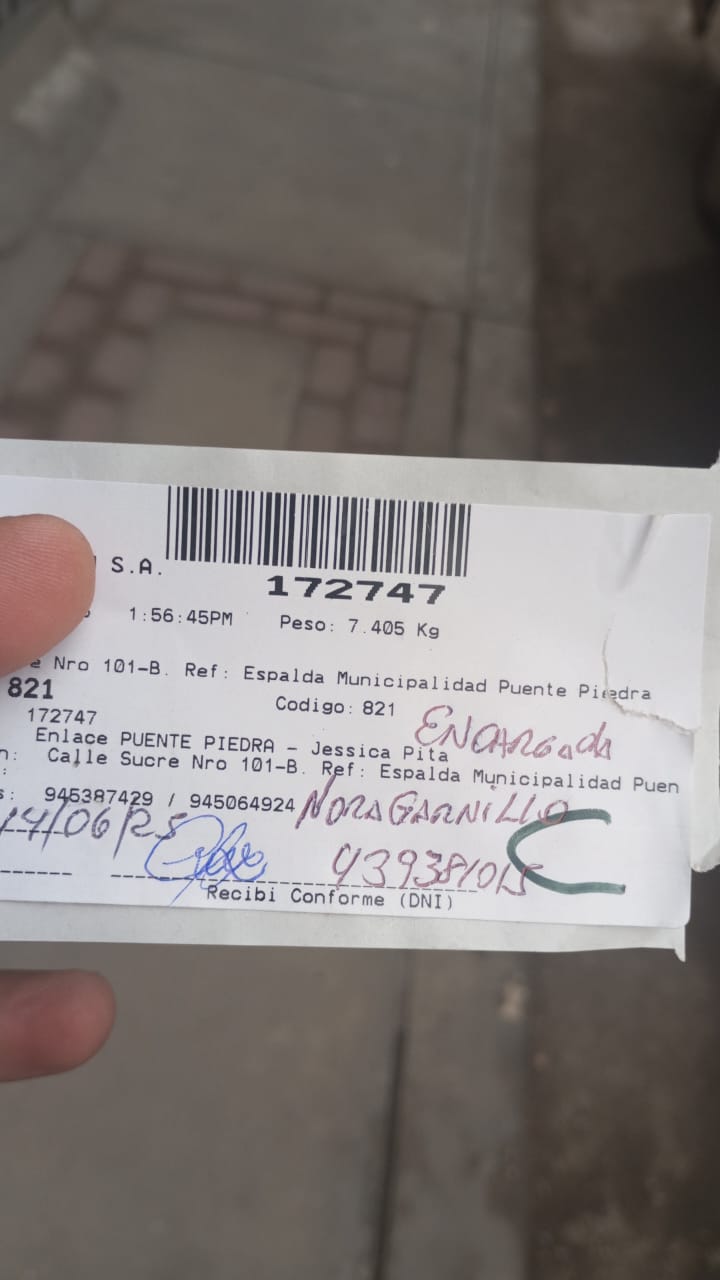 S.A.
172747
1:56:45PM Peso: 7.405 Kg
Nro 101-B. Ref: Espalda Municipalidad Puente Piedra
821 Codigo: 821
172747 ENCARGada
Enlace PUENTE PIEDRA - Jessica Pita
n: Calle Sucre Nro 101-B. Ref: Espalda Municipalidad Puen
s: 945387429 / 945064924 NORA GARNILLO
14/06/25
Recibi Conforme (DNI)